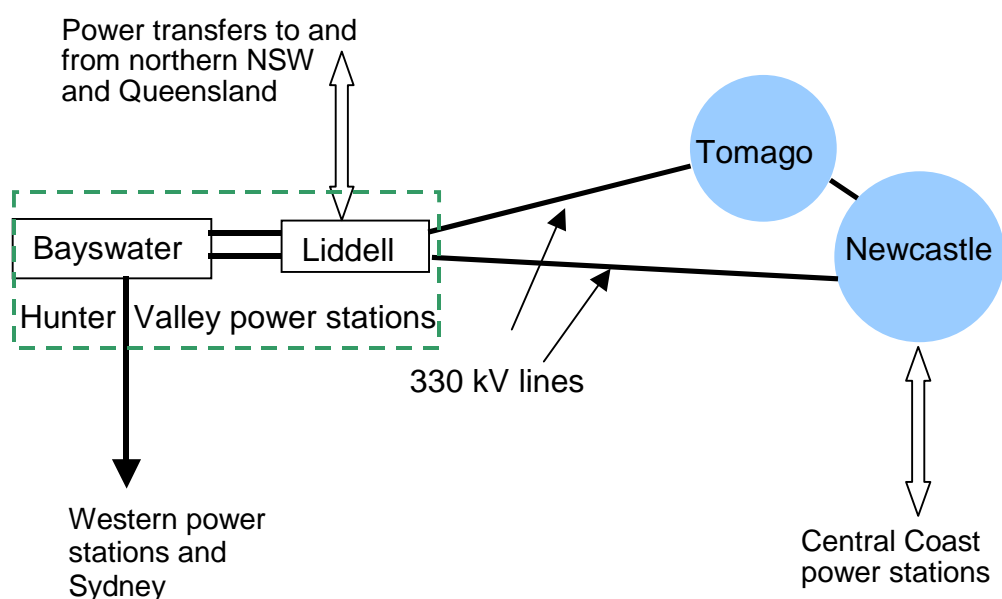 Power transfers to and
from northern NSW
and Queensland
Tomago
Bayswater
Liddell
Newcastle
Hunter Valley power stations
330 kV lines
Western power
stations and
Sydney
Central Coast
power stations